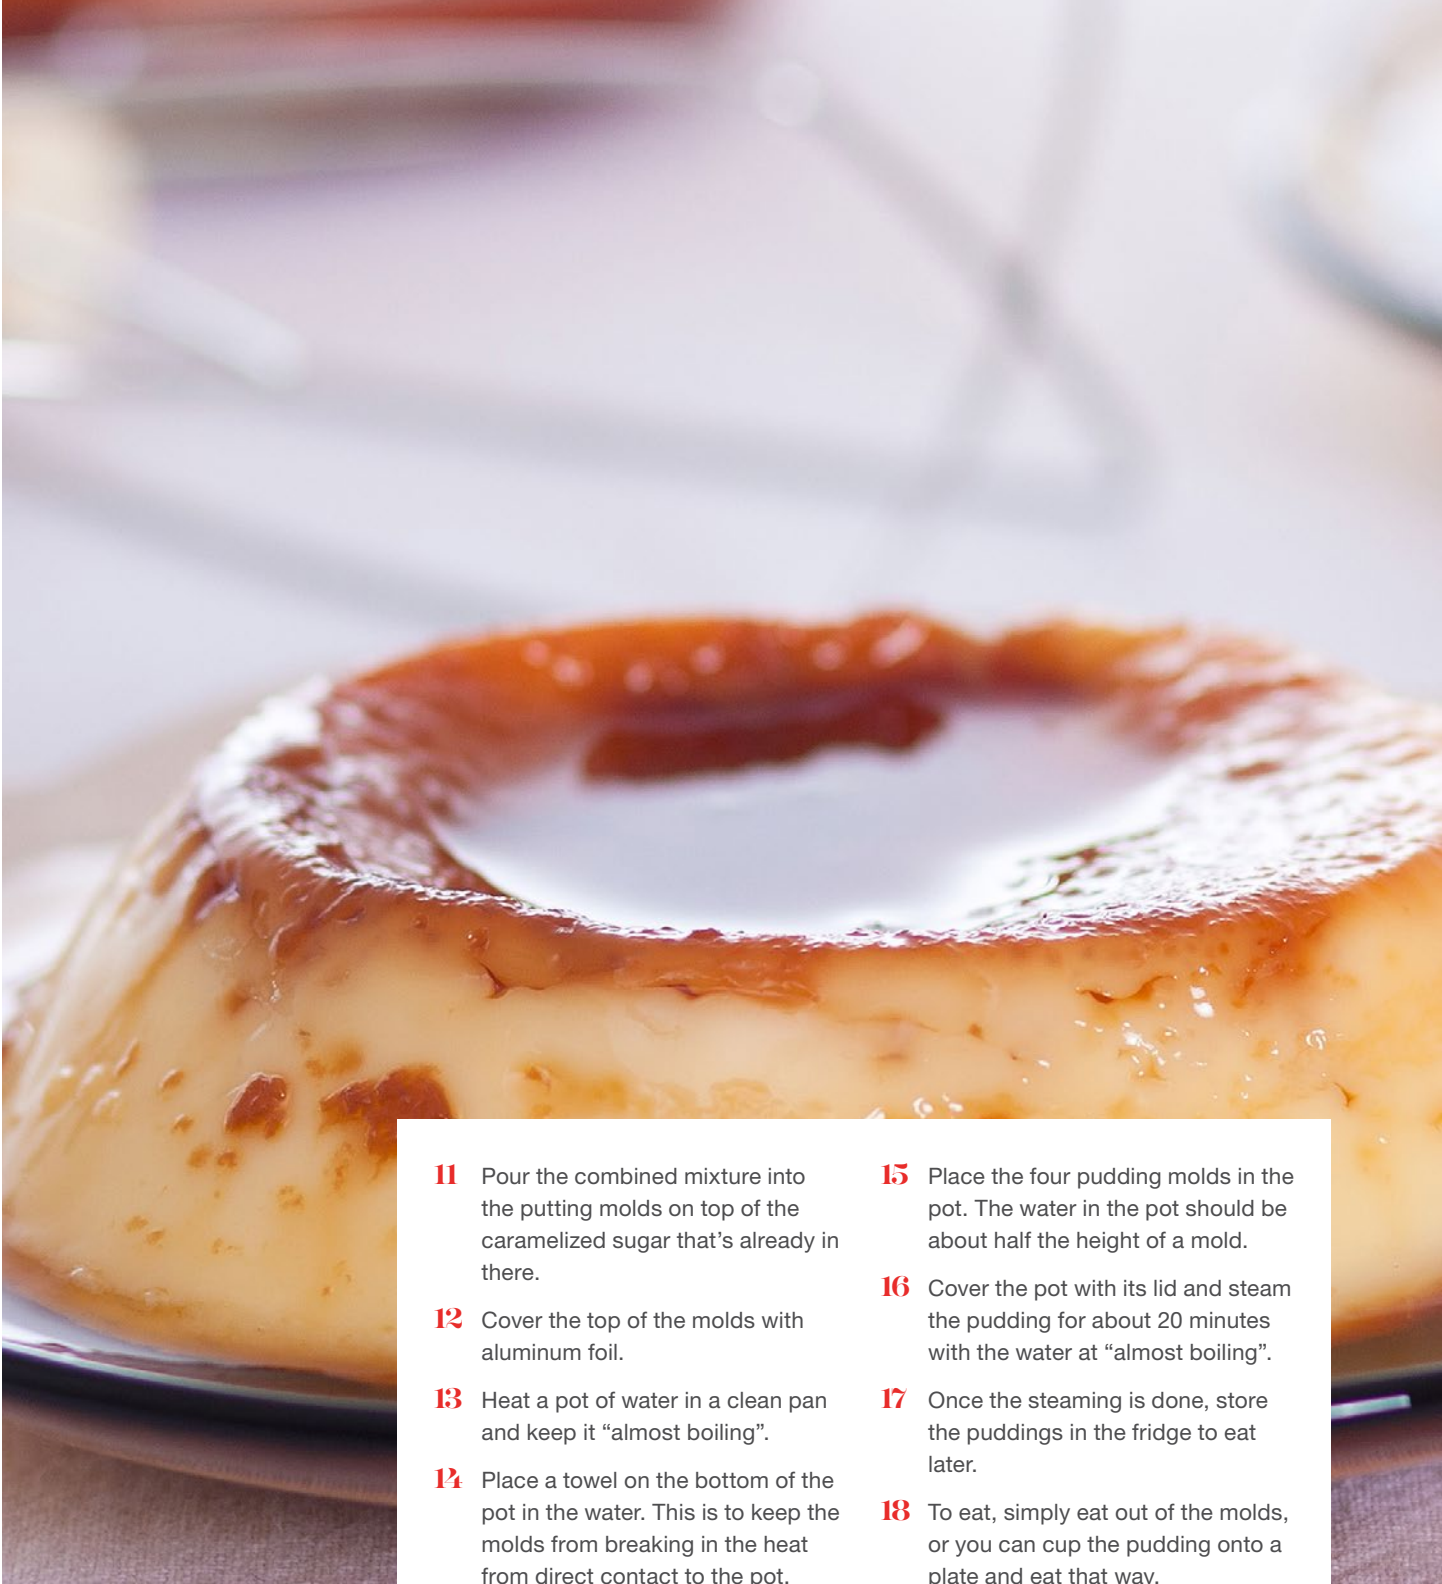 11 Pour the combined mixture into
the putting molds on top of the
caramelized sugar that’s already in
there.
12 Cover the top of the molds with
aluminum foil.
13 Heat a pot of water in a clean pan
and keep it “almost boiling”.
14 Place a towel on the bottom of the
pot in the water. This is to keep the
molds from breaking in the heat
from direct contact to the pot.
15 Place the four pudding molds in the
pot. The water in the pot should be
about half the height of a mold.
16 Cover the pot with its lid and steam
the pudding for about 20 minutes
with the water at “almost boiling”.
17 Once the steaming is done, store
the puddings in the fridge to eat
later.
18 To eat, simply eat out of the molds,
or you can cup the pudding onto a
plate and eat that way.